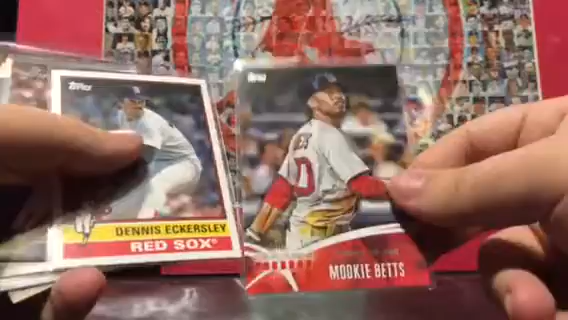 Topps
DENNIS ECKERSLEY
RED SOX
Topps
MOOKIE BETTS